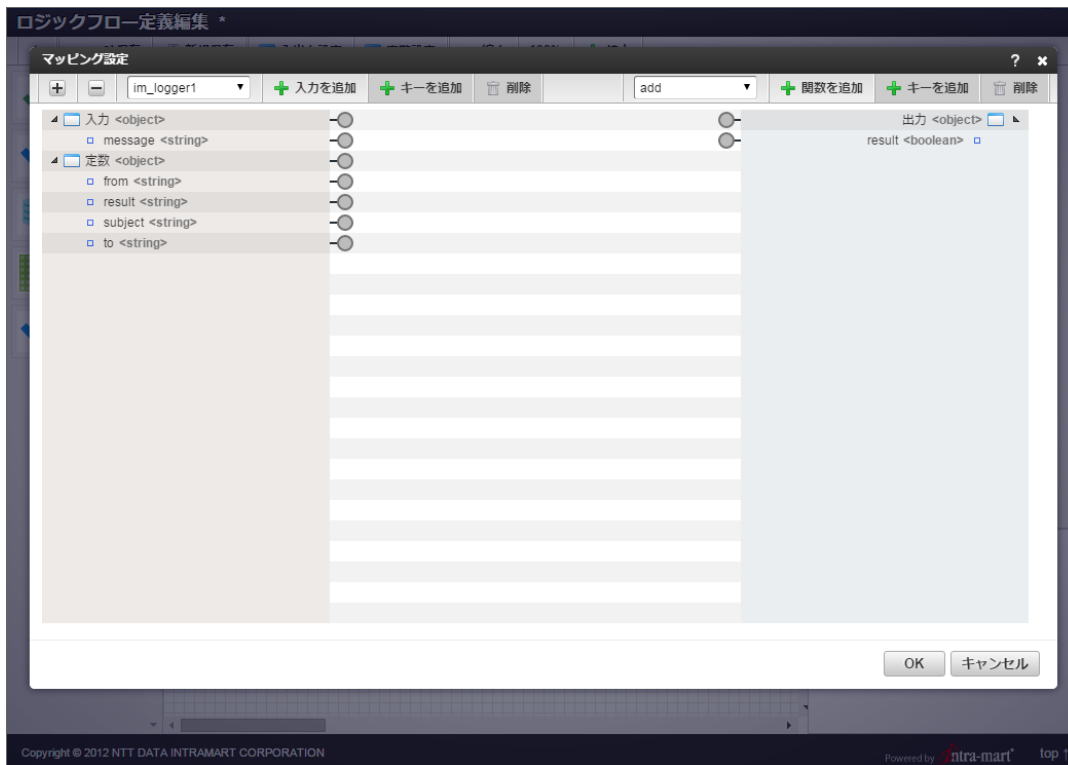 ロジックフロー定義編集 *
マッピング設定
? ×
im_logger1 入力を追加 キーを追加 削除 add 関数を追加 キーを追加 削除
入力 <object>
出力 <object>
message <string>
result <boolean>
定数 <object>
from <string>
result <string>
subject <string>
to <string>
OK キャンセル
Copyright © 2012 NTT DATA INTRAMART CORPORATION
Powered by intra-mart top ↑